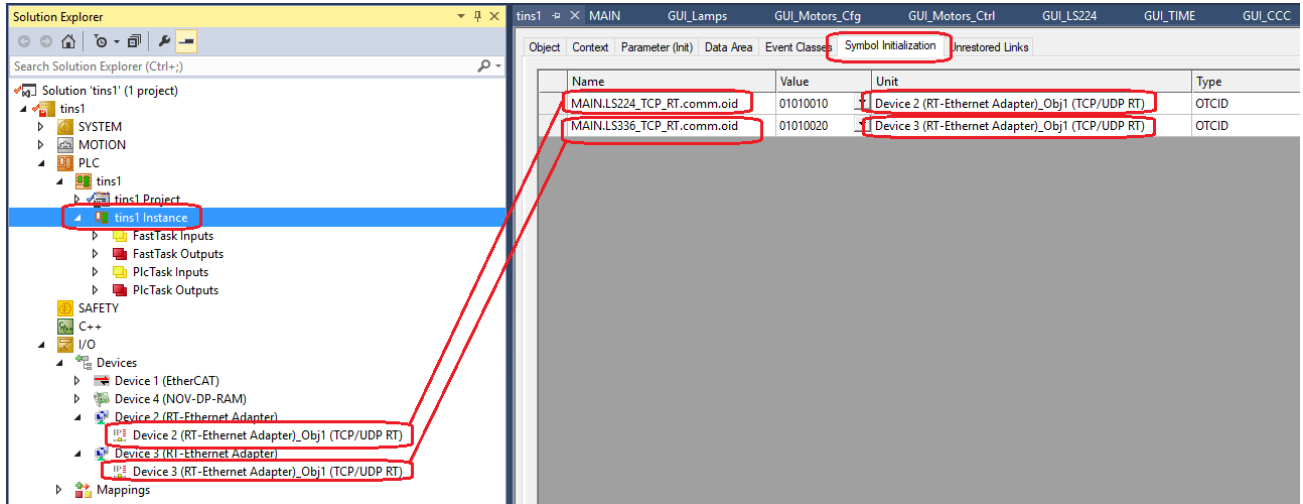 Solution Explorer
Search Solution Explorer (Ctrl+;)
Solution 'tins1' (1 project)
tins1
SYSTEM
MOTION
PLC
tins1
tins1 Project
tins1 Instance
FastTask Inputs
FastTask Outputs
PlcTask Inputs
PlcTask Outputs
SAFETY
C++
I/O
Devices
Device 1 (EtherCAT)
Device 4 (NOV-DP-RAM)
Device 2 (RT-Ethernet Adapter)
Device 2 (RT-Ethernet Adapter)_Obj1 (TCP/UDP RT)
Device 3 (RT-Ethernet Adapter)
Device 3 (RT-Ethernet Adapter)_Obj1 (TCP/UDP RT)
Mappings
tins1 MAIN GUI_Lamps GUI_Motors_Cfg GUI_Motors_Ctrl GUI_LS224 GUI_TIME GUI_CCC
Object Context Parameter (Init) Data Area Event Classes Symbol Initialization Unrestored Links
Name Value Unit Type
MAIN.LS224_TCP_RT.comm.oid 01010010 Device 2 (RT-Ethernet Adapter)_Obj1 (TCP/UDP RT) OTCID
MAIN.LS336_TCP_RT.comm.oid 01010020 Device 3 (RT-Ethernet Adapter)_Obj1 (TCP/UDP RT) OTCID